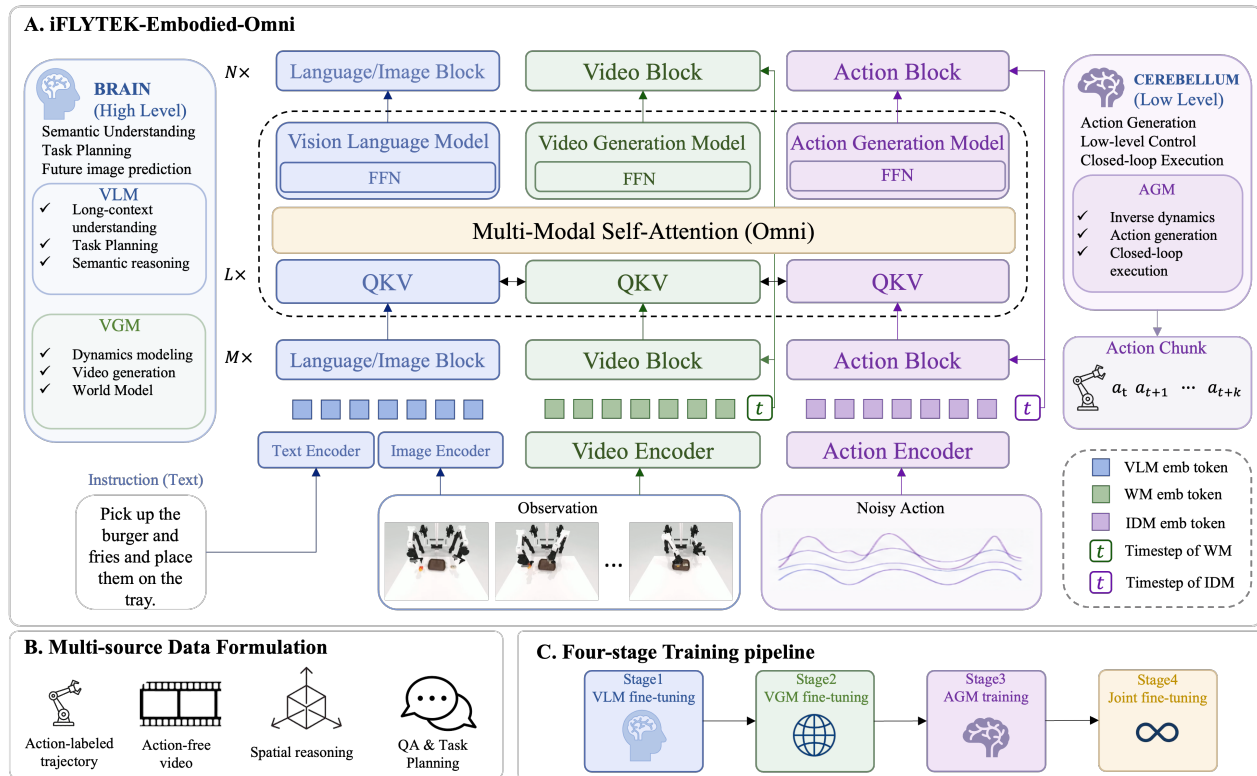 A. iFLYTEK-Embodied-Omni
BRAIN
(High Level)
Semantic Understanding
Task Planning
Future image prediction
VLM
✓ Long-context
understanding
✓ Task Planning
✓ Semantic reasoning
VGM
✓ Dynamics modeling
✓ Video generation
✓ World Model
N×
Language/Image Block
Video Block
Action Block
Vision Language Model
FFN
Video Generation Model
FFN
Action Generation Model
FFN
Multi-Modal Self-Attention (Omni)
L×
QKV
QKV
QKV
M×
Language/Image Block
Video Block
Action Block
t
t
Text Encoder
Image Encoder
Video Encoder
Action Encoder
Instruction (Text)
Pick up the
burger and
fries and place
them on the
tray.
Observation
...
Noisy Action
CEREBELLUM
(Low Level)
Action Generation
Low-level Control
Closed-loop Execution
AGM
✓ Inverse dynamics
✓ Action generation
✓ Closed-loop
execution
Action Chunk
a_t a_{t+1} ⋯ a_{t+k}
VLM emb token
WM emb token
IDM emb token
t Timestep of WM
t Timestep of IDM
B. Multi-source Data Formulation
Action-labeled
trajectory
Action-free
video
Spatial reasoning
QA & Task
Planning
C. Four-stage Training pipeline
Stage1
VLM fine-tuning
Stage2
VGM fine-tuning
Stage3
AGM training
Stage4
Joint fine-tuning